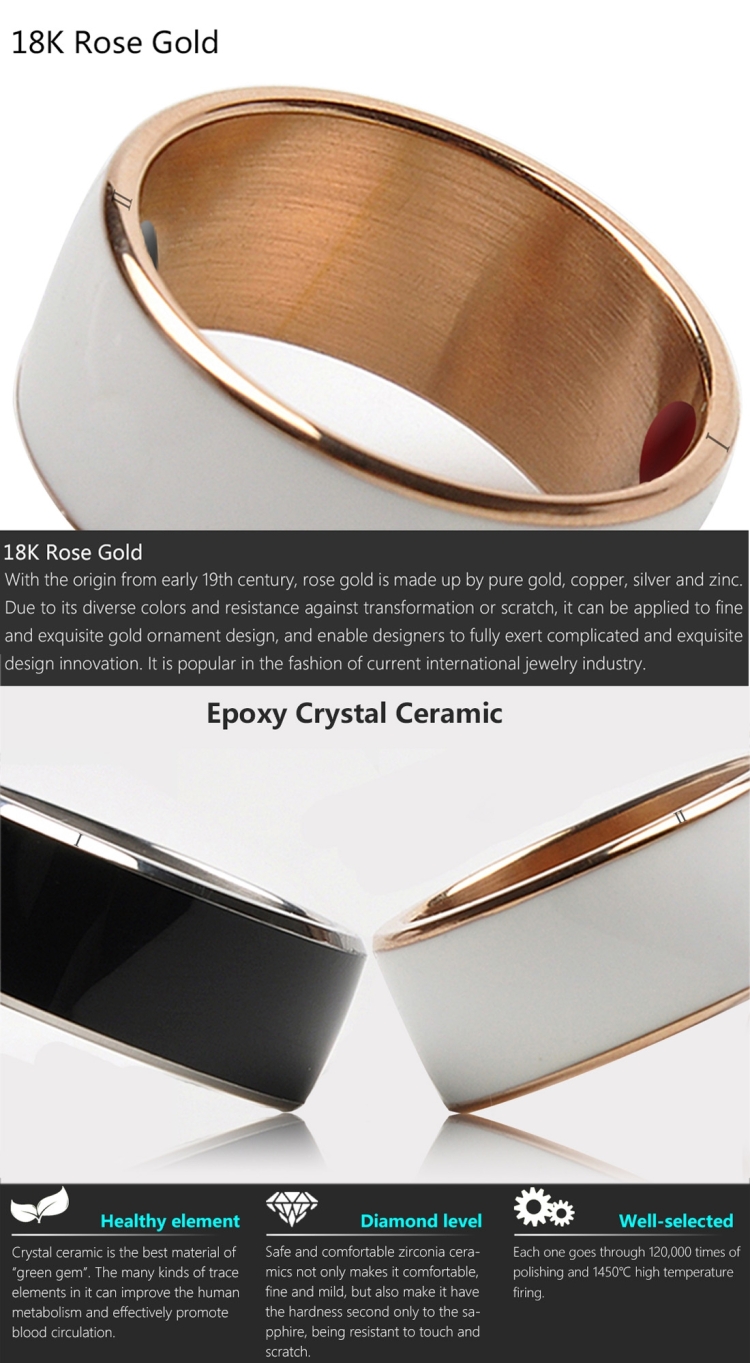 18K Rose Gold
II
I
18K Rose Gold
With the origin from early 19th century, rose gold is made up by pure gold, copper, silver and zinc.
Due to its diverse colors and resistance against transformation or scratch, it can be applied to fine
and exquisite gold ornament design, and enable designers to fully exert complicated and exquisite
design innovation. It is popular in the fashion of current international jewelry industry.
Epoxy Crystal Ceramic
I
II
Healthy element
Crystal ceramic is the best material of
“green gem”. The many kinds of trace
elements in it can improve the human
metabolism and effectively promote
blood circulation.
Diamond level
Safe and comfortable zirconia cera-
mics not only makes it comfortable,
fine and mild, but also make it have
the hardness second only to the sa-
pphire, being resistant to touch and
scratch.
Well-selected
Each one goes through 120,000 times of
polishing and 1450℃ high temperature
firing.